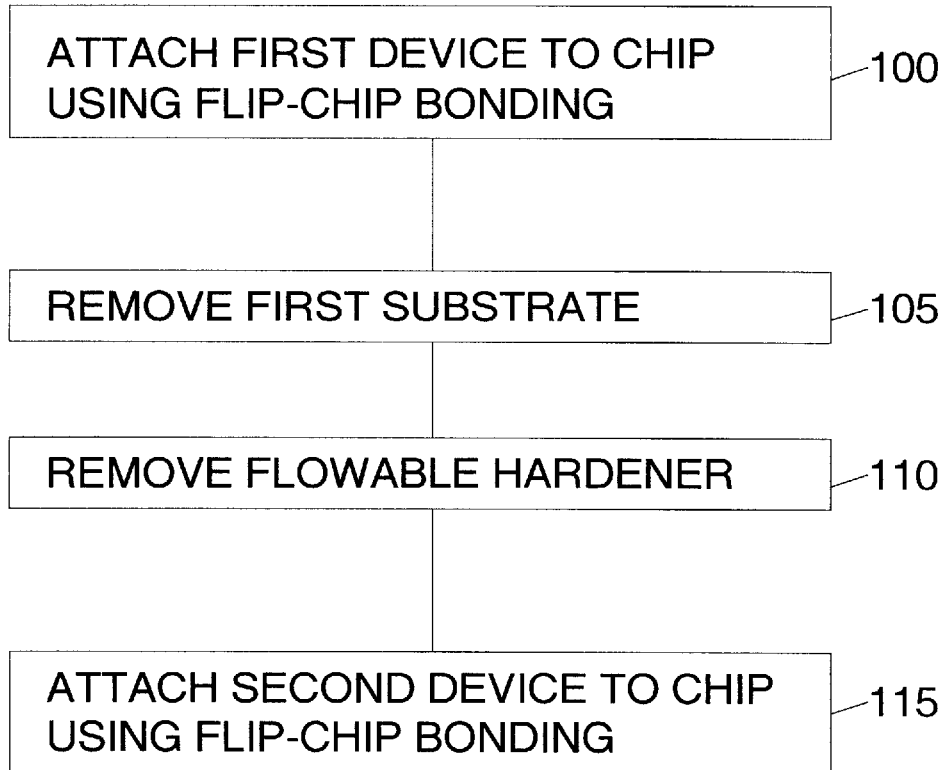 ATTACH FIRST DEVICE TO CHIP
USING FLIP-CHIP BONDING
100
REMOVE FIRST SUBSTRATE
105
REMOVE FLOWABLE HARDENER
110
ATTACH SECOND DEVICE TO CHIP
USING FLIP-CHIP BONDING
115